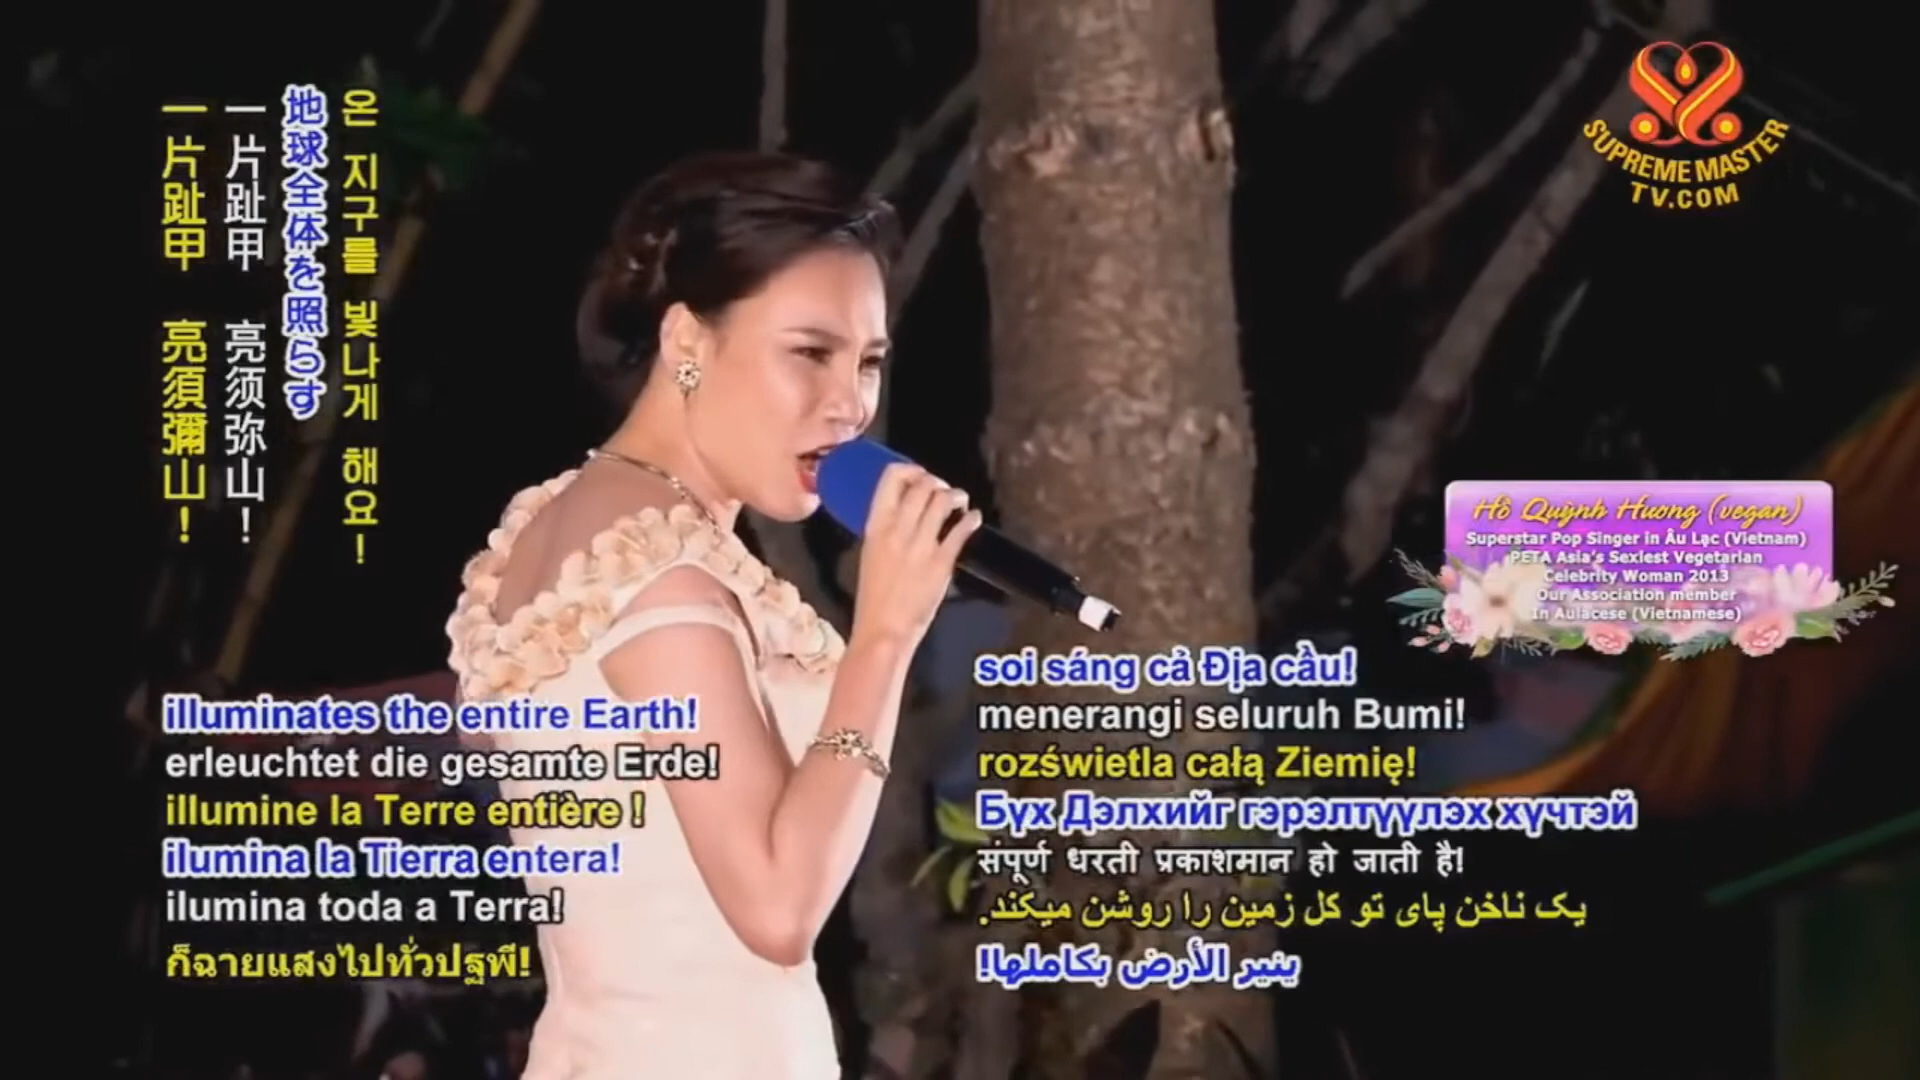 一片趾甲　亮須彌山！
一片趾甲　亮须弥山！
地球全体を照らす
온 지구를 빛나게 해요!
SUPREME MASTER
TV.COM
Hồ Quỳnh Hương (vegan)
Superstar Pop Singer in Âu Lạc (Vietnam)
PETA Asia's Sexiest Vegetarian
Celebrity Woman 2013
Our Association member
In Aulacese (Vietnamese)
illuminates the entire Earth!
erleuchtet die gesamte Erde!
illumine la Terre entière !
ilumina la Tierra entera!
ilumina toda a Terra!
ก็ฉายแสงไปทั่วปฐพี!
soi sáng cả Địa cầu!
menerangi seluruh Bumi!
rozświetla całą Ziemię!
Бүх Дэлхийг гэрэлтүүлэх хүчтэй
संपूर्ण धरती प्रकाशमान हो जाती है!
یک ناخن پای تو کل زمین را روشن میکند.
ينير الأرض بكاملها!